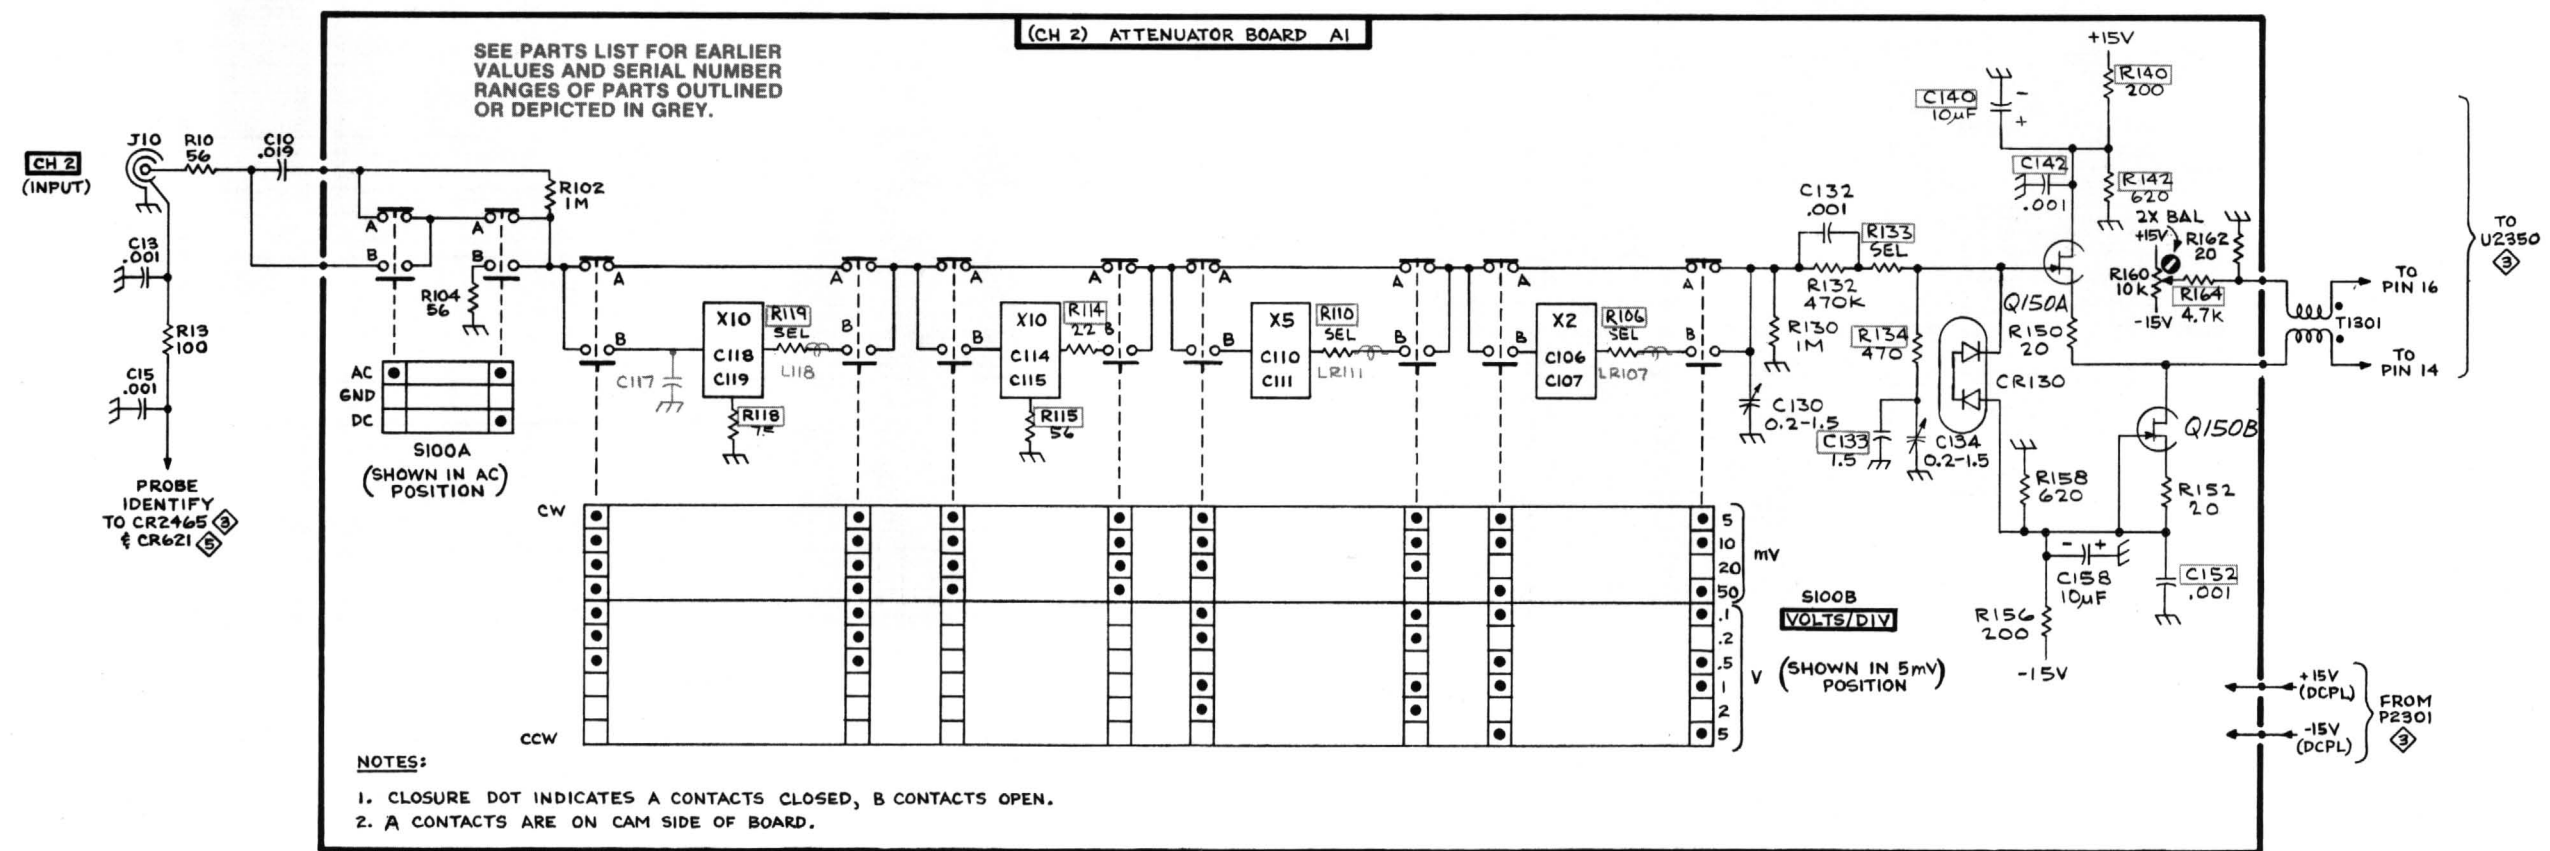 (CH 2) ATTENUATOR BOARD A1
SEE PARTS LIST FOR EARLIER
VALUES AND SERIAL NUMBER
RANGES OF PARTS OUTLINED
OR DEPICTED IN GREY.
CH 2
(INPUT)
J10
R10
56
C10
.019
C13
.001
R13
100
C15
.001
PROBE
IDENTIFY
TO CR2465 3
& CR621 5
R102
1M
A
B
A
B
R104
56
AC
GND
DC
S100A
(SHOWN IN AC)
POSITION
A
B
C117
X10
C118
C119
R119
SEL
L118
R118
A
B
A
B
X10
C114
C115
R114
22
R115
56
A
B
A
B
X5
C110
C111
R110
SEL
LR111
A
B
A
B
X2
C106
C107
R106
SEL
LR107
A
B
C130
0.2-1.5
R130
1M
C132
.001
R132
470K
R133
SEL
R134
470
C133
1.5
C134
0.2-1.5
CR130
+15V
R140
200
C140
10µF
-
+
C142
.001
R142
620
Q150A
R150
20
2X BAL
+15V
R160
10K
-15V
R162
20
R164
4.7K
T1301
TO
PIN 16
TO
PIN 14
TO
U2350
3
Q150B
R152
20
R158
620
- +
C158
10µF
C152
.001
R156
200
-15V
CW
CCW
5
10
20
50
mV
.1
.2
.5
1
2
5
V
S100B
VOLTS/DIV
(SHOWN IN 5mV)
POSITION
+15V
(DCPL)
-15V
(DCPL)
FROM
P2301
3
NOTES:
1. CLOSURE DOT INDICATES A CONTACTS CLOSED, B CONTACTS OPEN.
2. A CONTACTS ARE ON CAM SIDE OF BOARD.